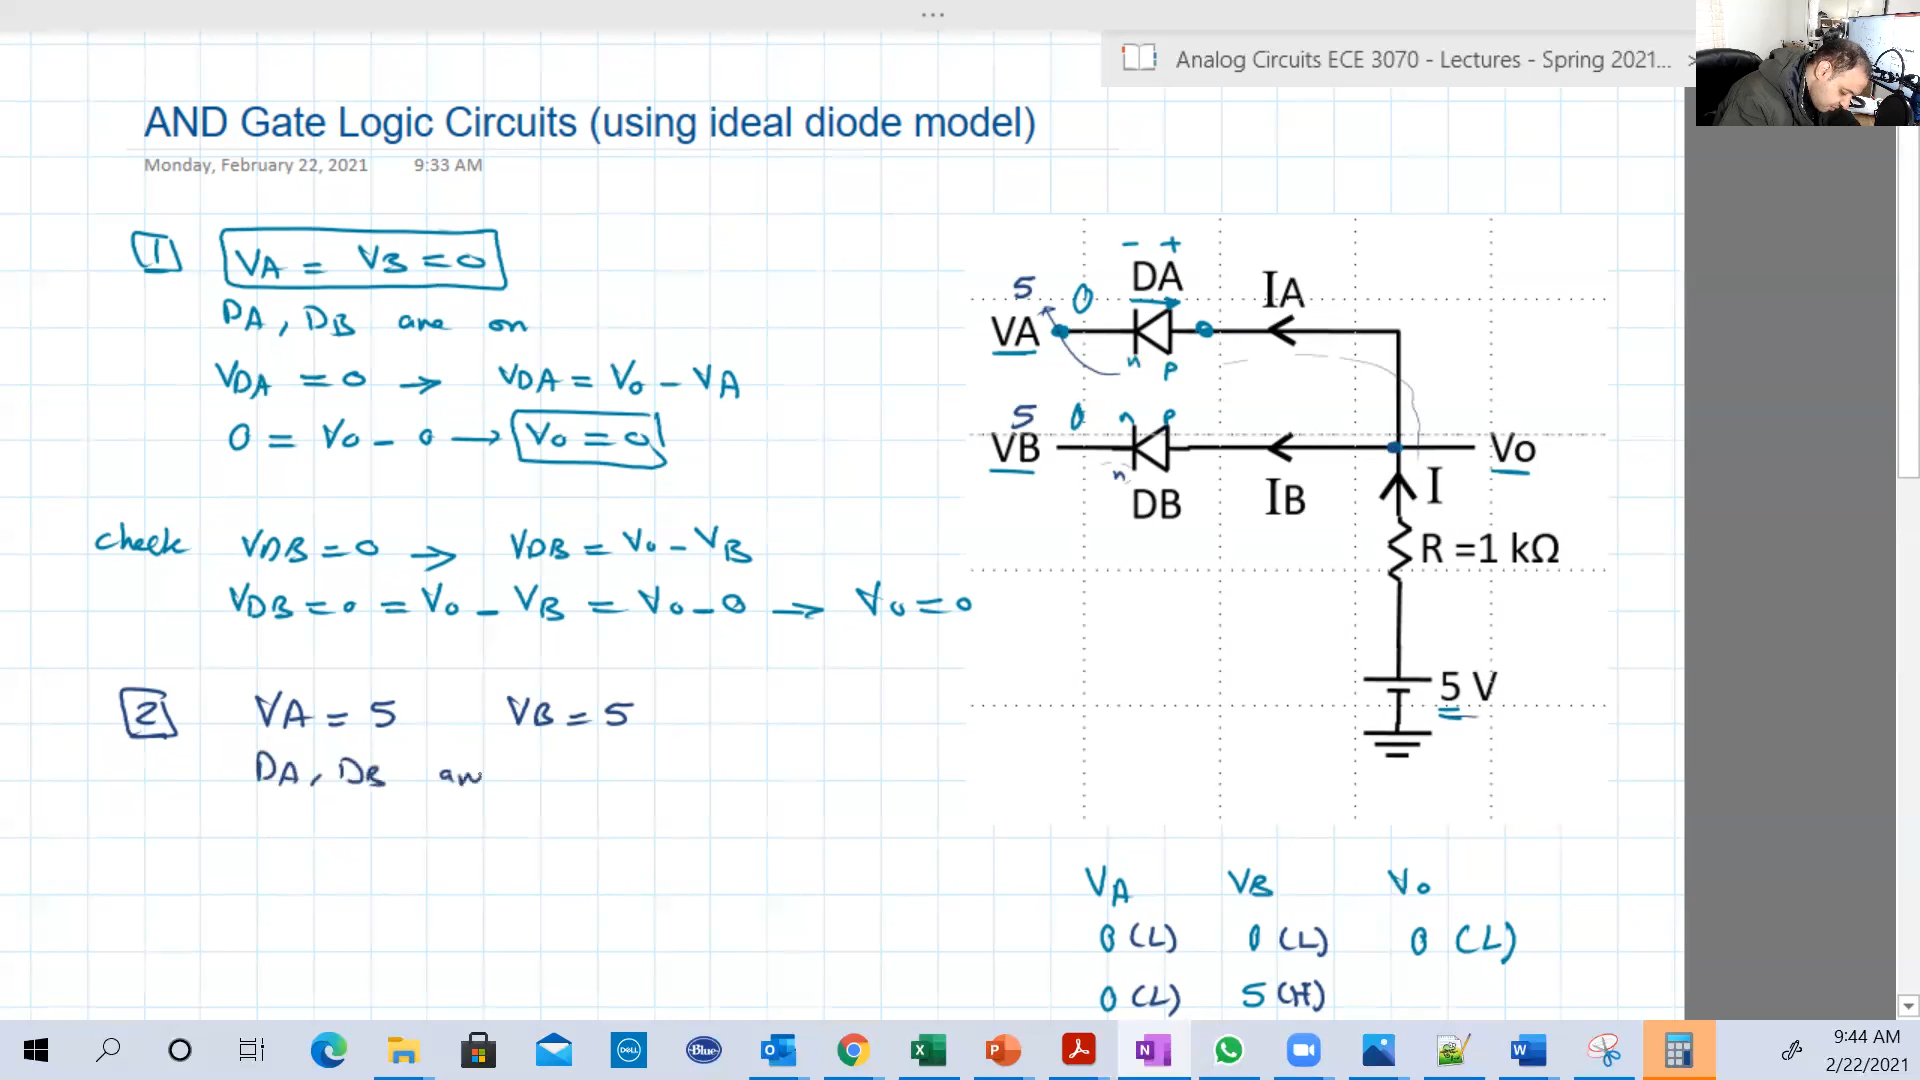 ...
Analog Circuits ECE 3070 - Lectures - Spring 2021...
AND Gate Logic Circuits (using ideal diode model)
Monday, February 22, 2021 9:33 AM
1 VA = VB = 0
DA, DB are on
VDA = 0 → VDA = Vo - VA
0 = Vo - 0 → Vo = 0
check VDB = 0 → VDB = Vo - VB
VDB = 0 = Vo - VB = Vo - 0 → Vo = 0
2 VA = 5 VB = 5
DA, DB ar
- +
5 0 DA IA
VA
n p
5 0 n p
VB Vo
n DB IB I
R =1 kΩ
5 V
VA VB Vo
0 (L) 0 (L) 0 (L)
0 (L) 5 (H)
DELL
Blue
9:44 AM
2/22/2021